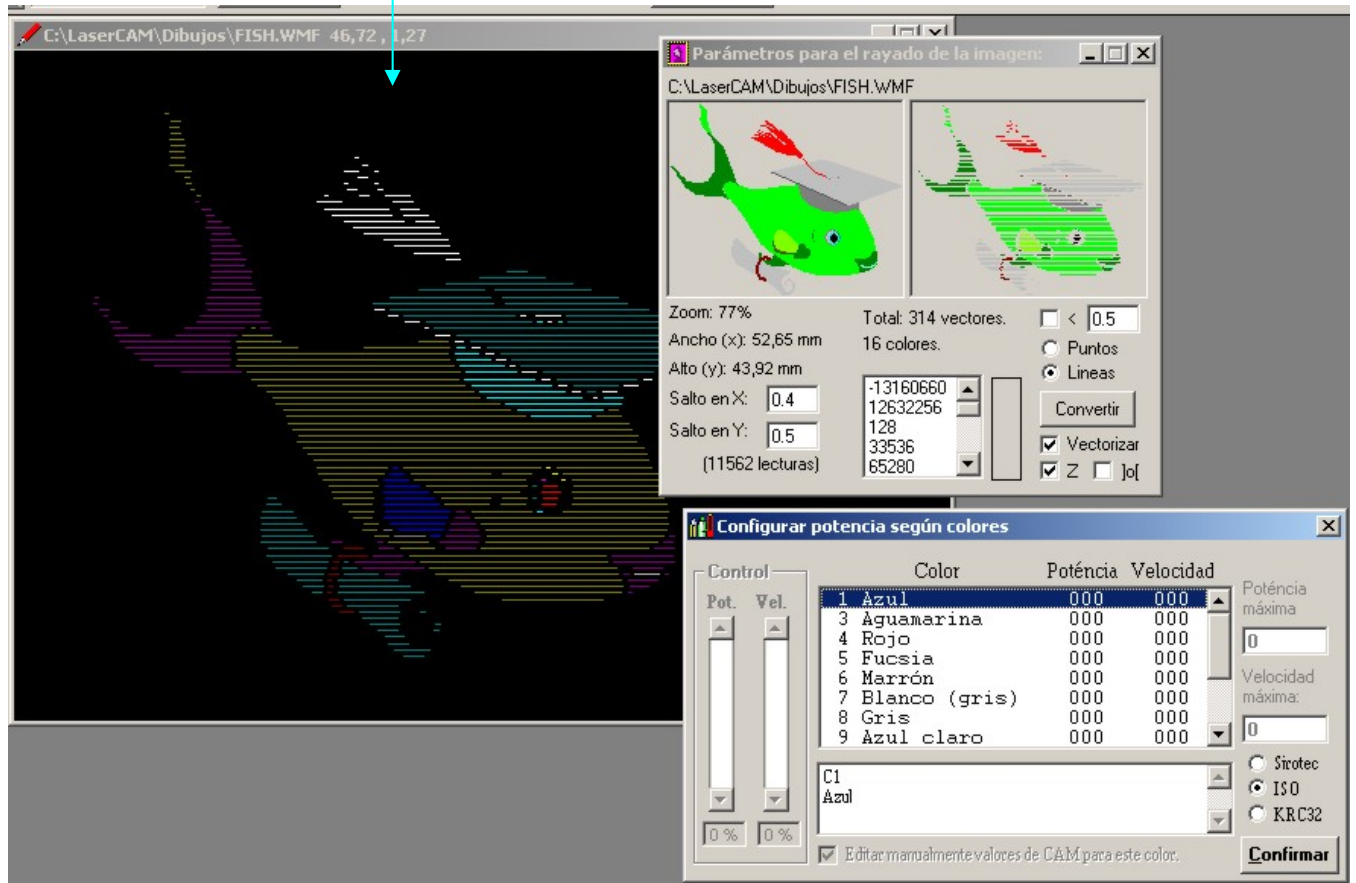 C:\LaserCAM\Dibujos\FISH.WMF 46,72 , 1,27
Parámetros para el rayado de la imagen:
C:\LaserCAM\Dibujos\FISH.WMF
Zoom: 77%
Ancho (x): 52,65 mm
Alto (y): 43,92 mm
Salto en X: 0.4
Salto en Y: 0.5
(11562 lecturas)
Total: 314 vectores.
16 colores.
-13160660
12632256
128
33536
65280
< 0.5
Puntos
Lineas
Convertir
Vectorizar
Z ]o[
Configurar potencia según colores
Control
Pot. Vel.
0 % 0 %
Color Poténcia Velocidad
1 Azul 000 000
3 Aguamarina 000 000
4 Rojo 000 000
5 Fucsia 000 000
6 Marrón 000 000
7 Blanco (gris) 000 000
8 Gris 000 000
9 Azul claro 000 000
C1
Azul
Editar manualmente valores de CAM para este color.
Poténcia
máxima
0
Velocidad
máxima:
0
Sirotec
ISO
KRC32
Confirmar